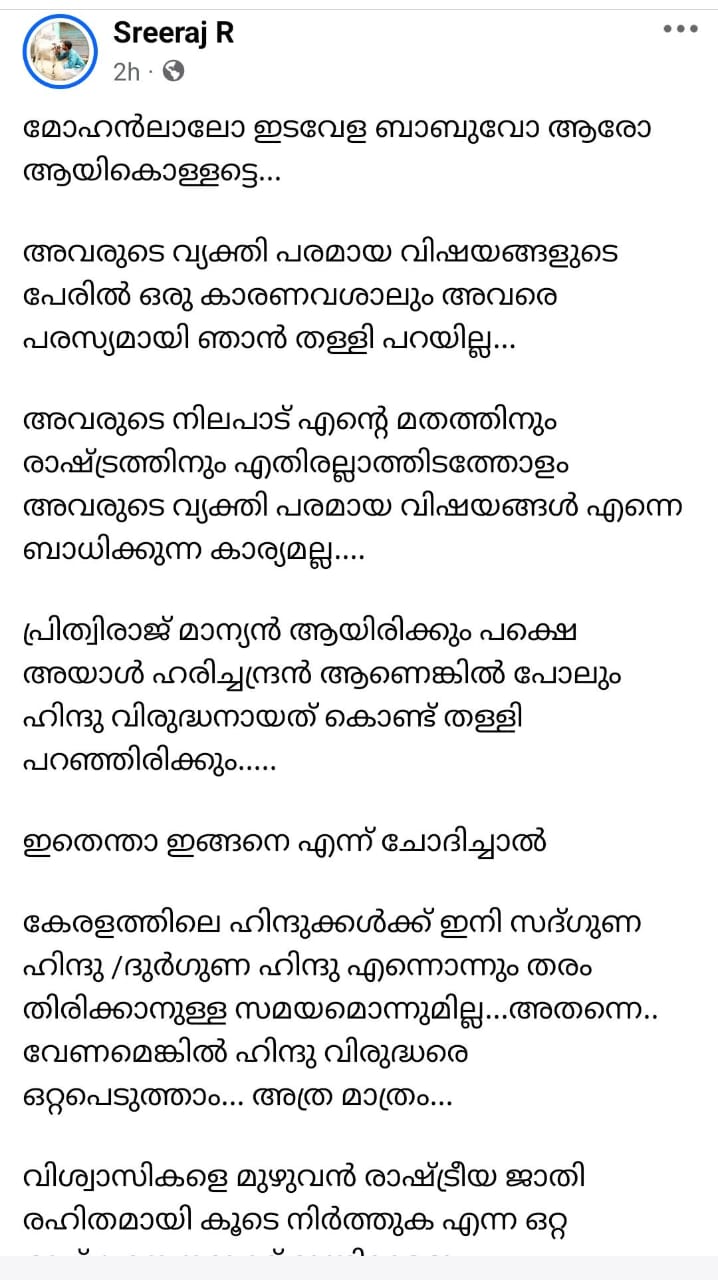 Sreeraj R
2h ·
മോഹൻലാലോ ഇടവേള ബാബുവോ ആരോ
ആയികൊള്ളട്ടെ...
അവരുടെ വ്യക്തി പരമായ വിഷയങ്ങളുടെ
പേരിൽ ഒരു കാരണവശാലും അവരെ
പരസ്യമായി ഞാൻ തള്ളി പറയില്ല...
അവരുടെ നിലപാട് എന്റെ മതത്തിനും
രാഷ്ട്രത്തിനും എതിരല്ലാത്തിടത്തോളം
അവരുടെ വ്യക്തി പരമായ വിഷയങ്ങൾ എന്നെ
ബാധിക്കുന്ന കാര്യമല്ല....
പ്രിത്വിരാജ് മാന്യൻ ആയിരിക്കും പക്ഷെ
അയാൾ ഹരിച്ചന്ദ്രൻ ആണെങ്കിൽ പോലും
ഹിന്ദു വിരുദ്ധനായത് കൊണ്ട് തള്ളി
പറഞ്ഞിരിക്കും.....
ഇതെന്താ ഇങ്ങനെ എന്ന് ചോദിച്ചാൽ
കേരളത്തിലെ ഹിന്ദുക്കൾക്ക് ഇനി സദ്ഗുണ
ഹിന്ദു /ദുർഗുണ ഹിന്ദു എന്നൊന്നും തരം
തിരിക്കാനുള്ള സമയമൊന്നുമില്ല...അതന്നെ..
വേണമെങ്കിൽ ഹിന്ദു വിരുദ്ധരെ
ഒറ്റപെടുത്താം... അത്ര മാത്രം...
വിശ്വാസികളെ മുഴുവൻ രാഷ്ട്രീയ ജാതി
രഹിതമായി കൂടെ നിർത്തുക എന്ന ഒറ്റ